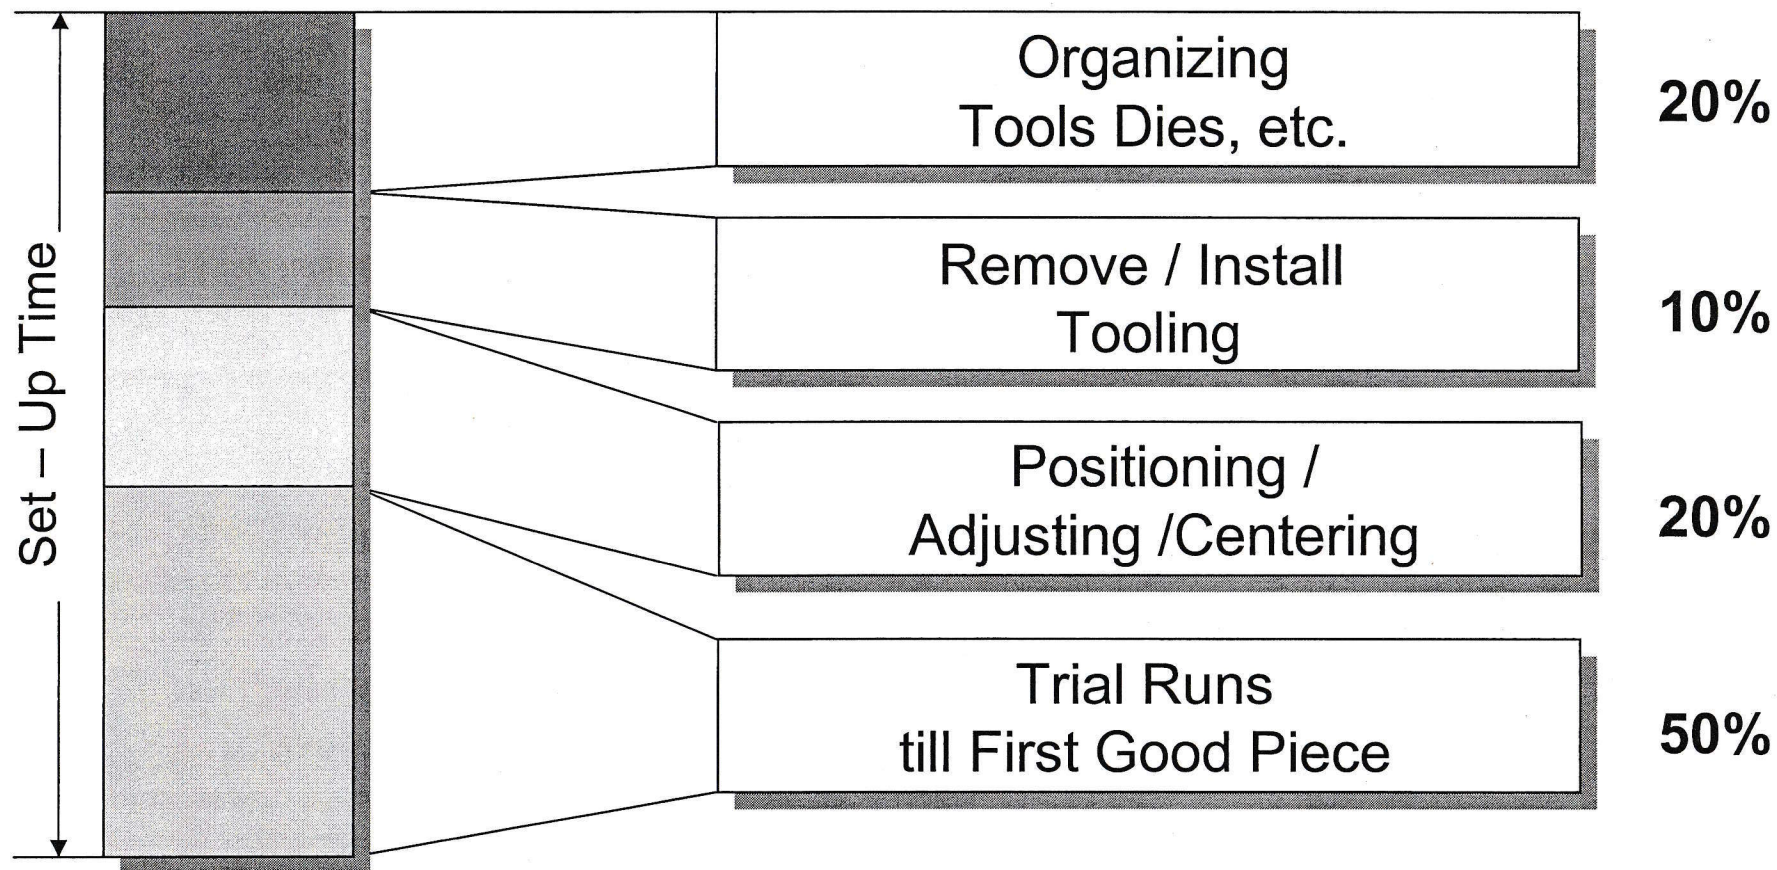 Set – Up Time
Organizing
Tools Dies, etc.
20%
Remove / Install
Tooling
10%
Positioning /
Adjusting /Centering
20%
Trial Runs
till First Good Piece
50%